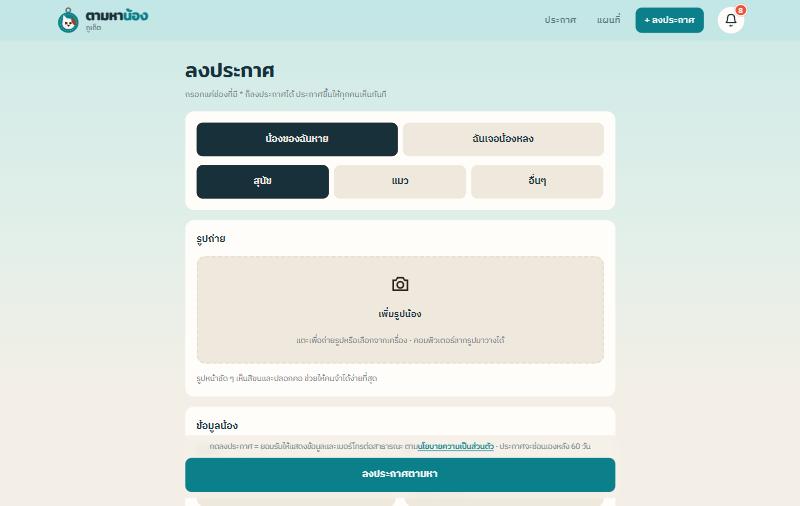 ตามหาน้อง
ภูเก็ต
ประกาศ
แผนที่
+ ลงประกาศ
8
ลงประกาศ
กรอกแค่ช่องที่มี * ก็ลงประกาศได้ ประกาศขึ้นให้ทุกคนเห็นทันที
น้องของฉันหาย
ฉันเจอน้องหลง
สุนัข
แมว
อื่นๆ
รูปถ่าย
เพิ่มรูปน้อง
แตะเพื่อถ่ายรูปหรือเลือกจากเครื่อง · คอมพิวเตอร์ลากรูปมาวางได้
รูปหน้าชัด ๆ เห็นสีขนและปลอกคอ ช่วยให้คนจำได้ง่ายที่สุด
ข้อมูลน้อง
กดลงประกาศ = ยอมรับให้แสดงข้อมูลและเบอร์โทรต่อสาธารณะ ตามนโยบายความเป็นส่วนตัว · ประกาศจะซ่อนเองหลัง 60 วัน
ลงประกาศตามหา